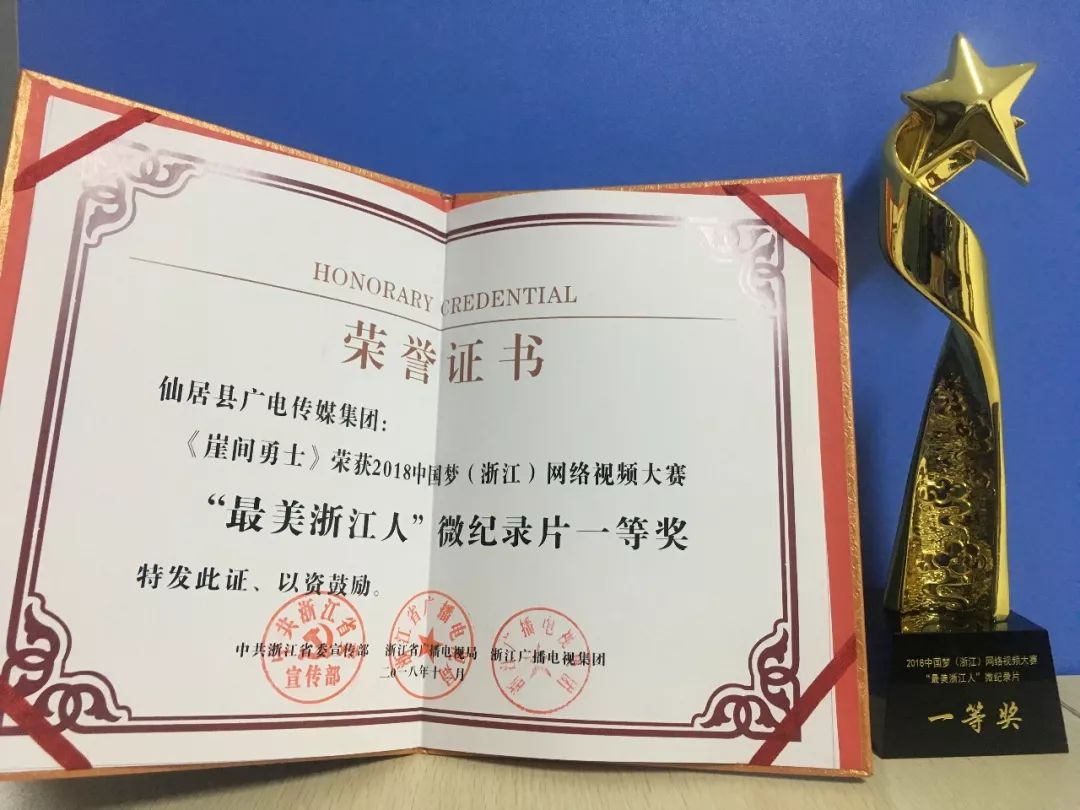 HONORARY CREDENTIAL
荣誉证书
仙居县广电传媒集团：
《崖间勇士》荣获2018中国梦（浙江）网络视频大赛
“最美浙江人”微纪录片一等奖
特发此证、以资鼓励。
中共浙江省委宣传部 浙江省广播电视局 浙江广播电视集团
二〇一八年十二月
2018中国梦（浙江）网络视频大赛
“最美浙江人”微纪录片
一等奖